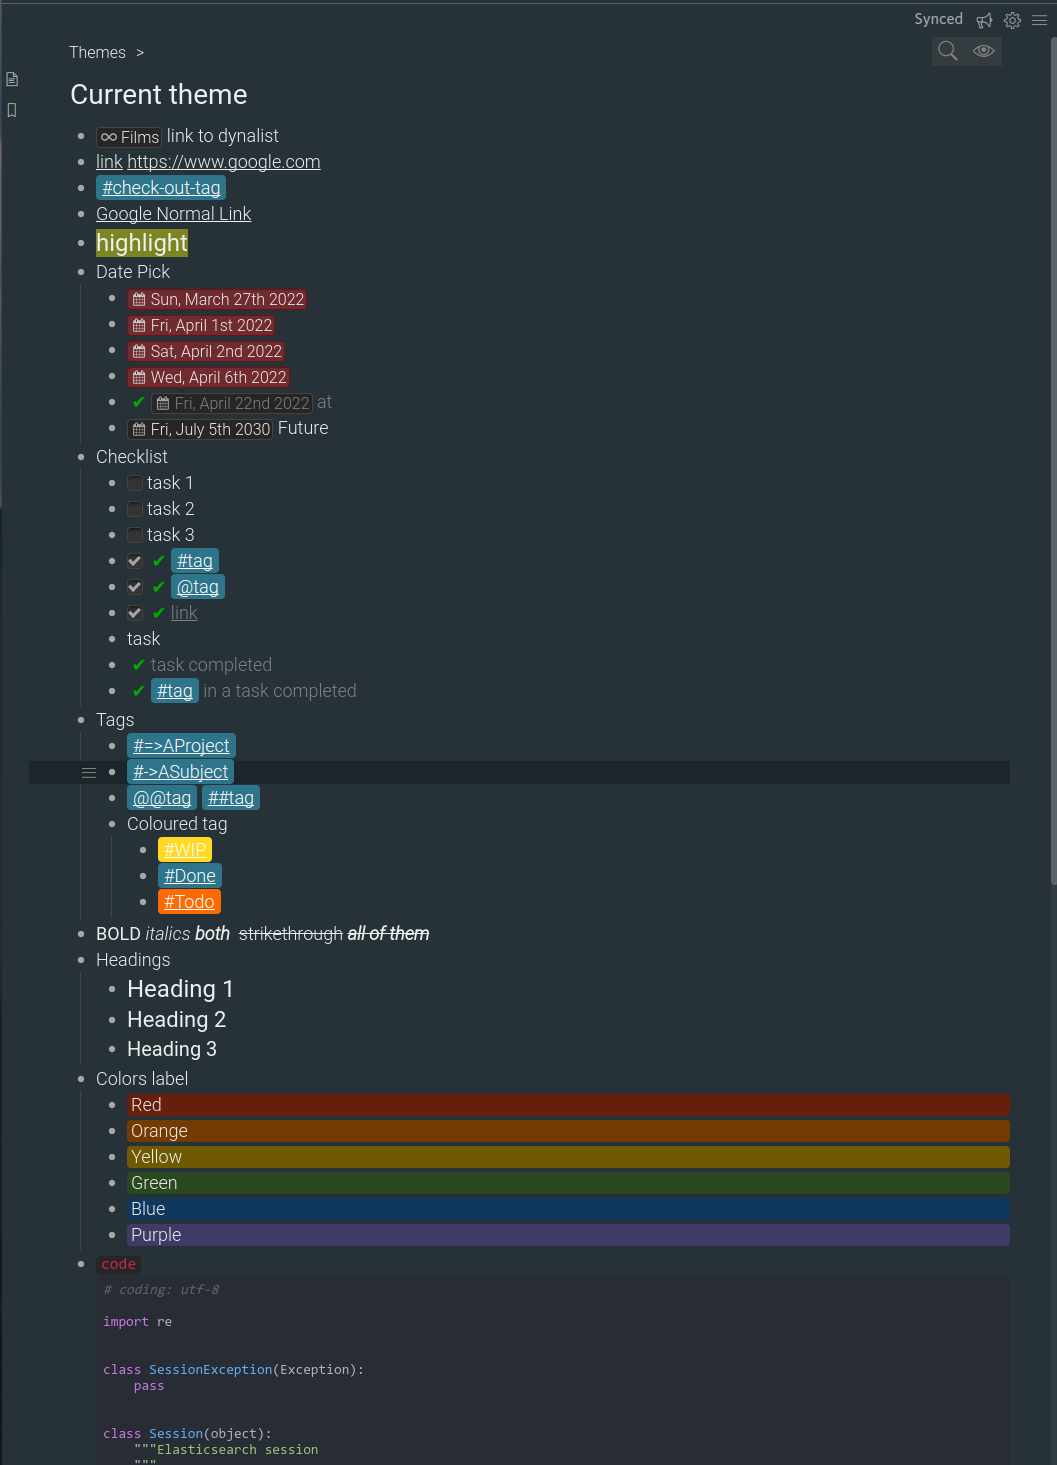 Synced
Themes >
Current theme
Films link to dynalist
link https://www.google.com
#check-out-tag
Google Normal Link
highlight
Date Pick
Sun, March 27th 2022
Fri, April 1st 2022
Sat, April 2nd 2022
Wed, April 6th 2022
✔ Fri, April 22nd 2022 at
Fri, July 5th 2030 Future
Checklist
task 1
task 2
task 3
✔ #tag
✔ @tag
✔ link
task
✔ task completed
✔ #tag in a task completed
Tags
#=>AProject
#->ASubject
@@tag ##tag
Coloured tag
#WIP
#Done
#Todo
BOLD italics both strikethrough all of them
Headings
Heading 1
Heading 2
Heading 3
Colors label
Red
Orange
Yellow
Green
Blue
Purple
code
# coding: utf-8
import re
class SessionException(Exception):
pass
class Session(object):
"""Elasticsearch session
"""